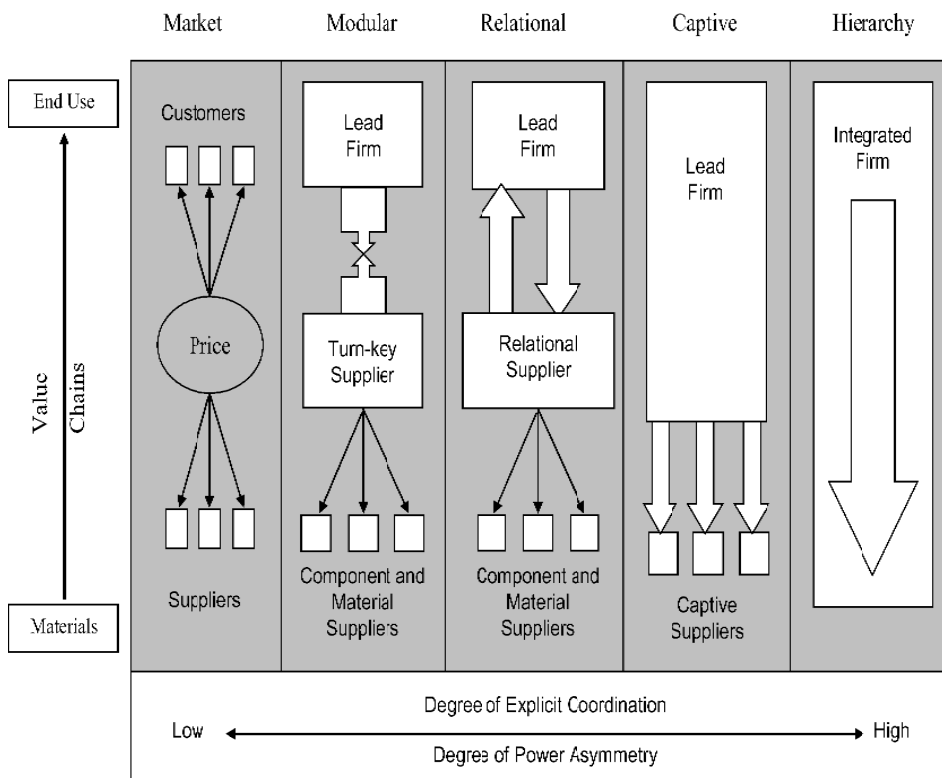 Market
Modular
Relational
Captive
Hierarchy
End Use
Value
Chains
Materials
Customers
Price
Suppliers
Lead
Firm
Turn-key
Supplier
Component and
Material
Suppliers
Lead
Firm
Relational
Supplier
Component and
Material
Suppliers
Lead
Firm
Captive
Suppliers
Integrated
Firm
Degree of Explicit Coordination
Low
High
Degree of Power Asymmetry